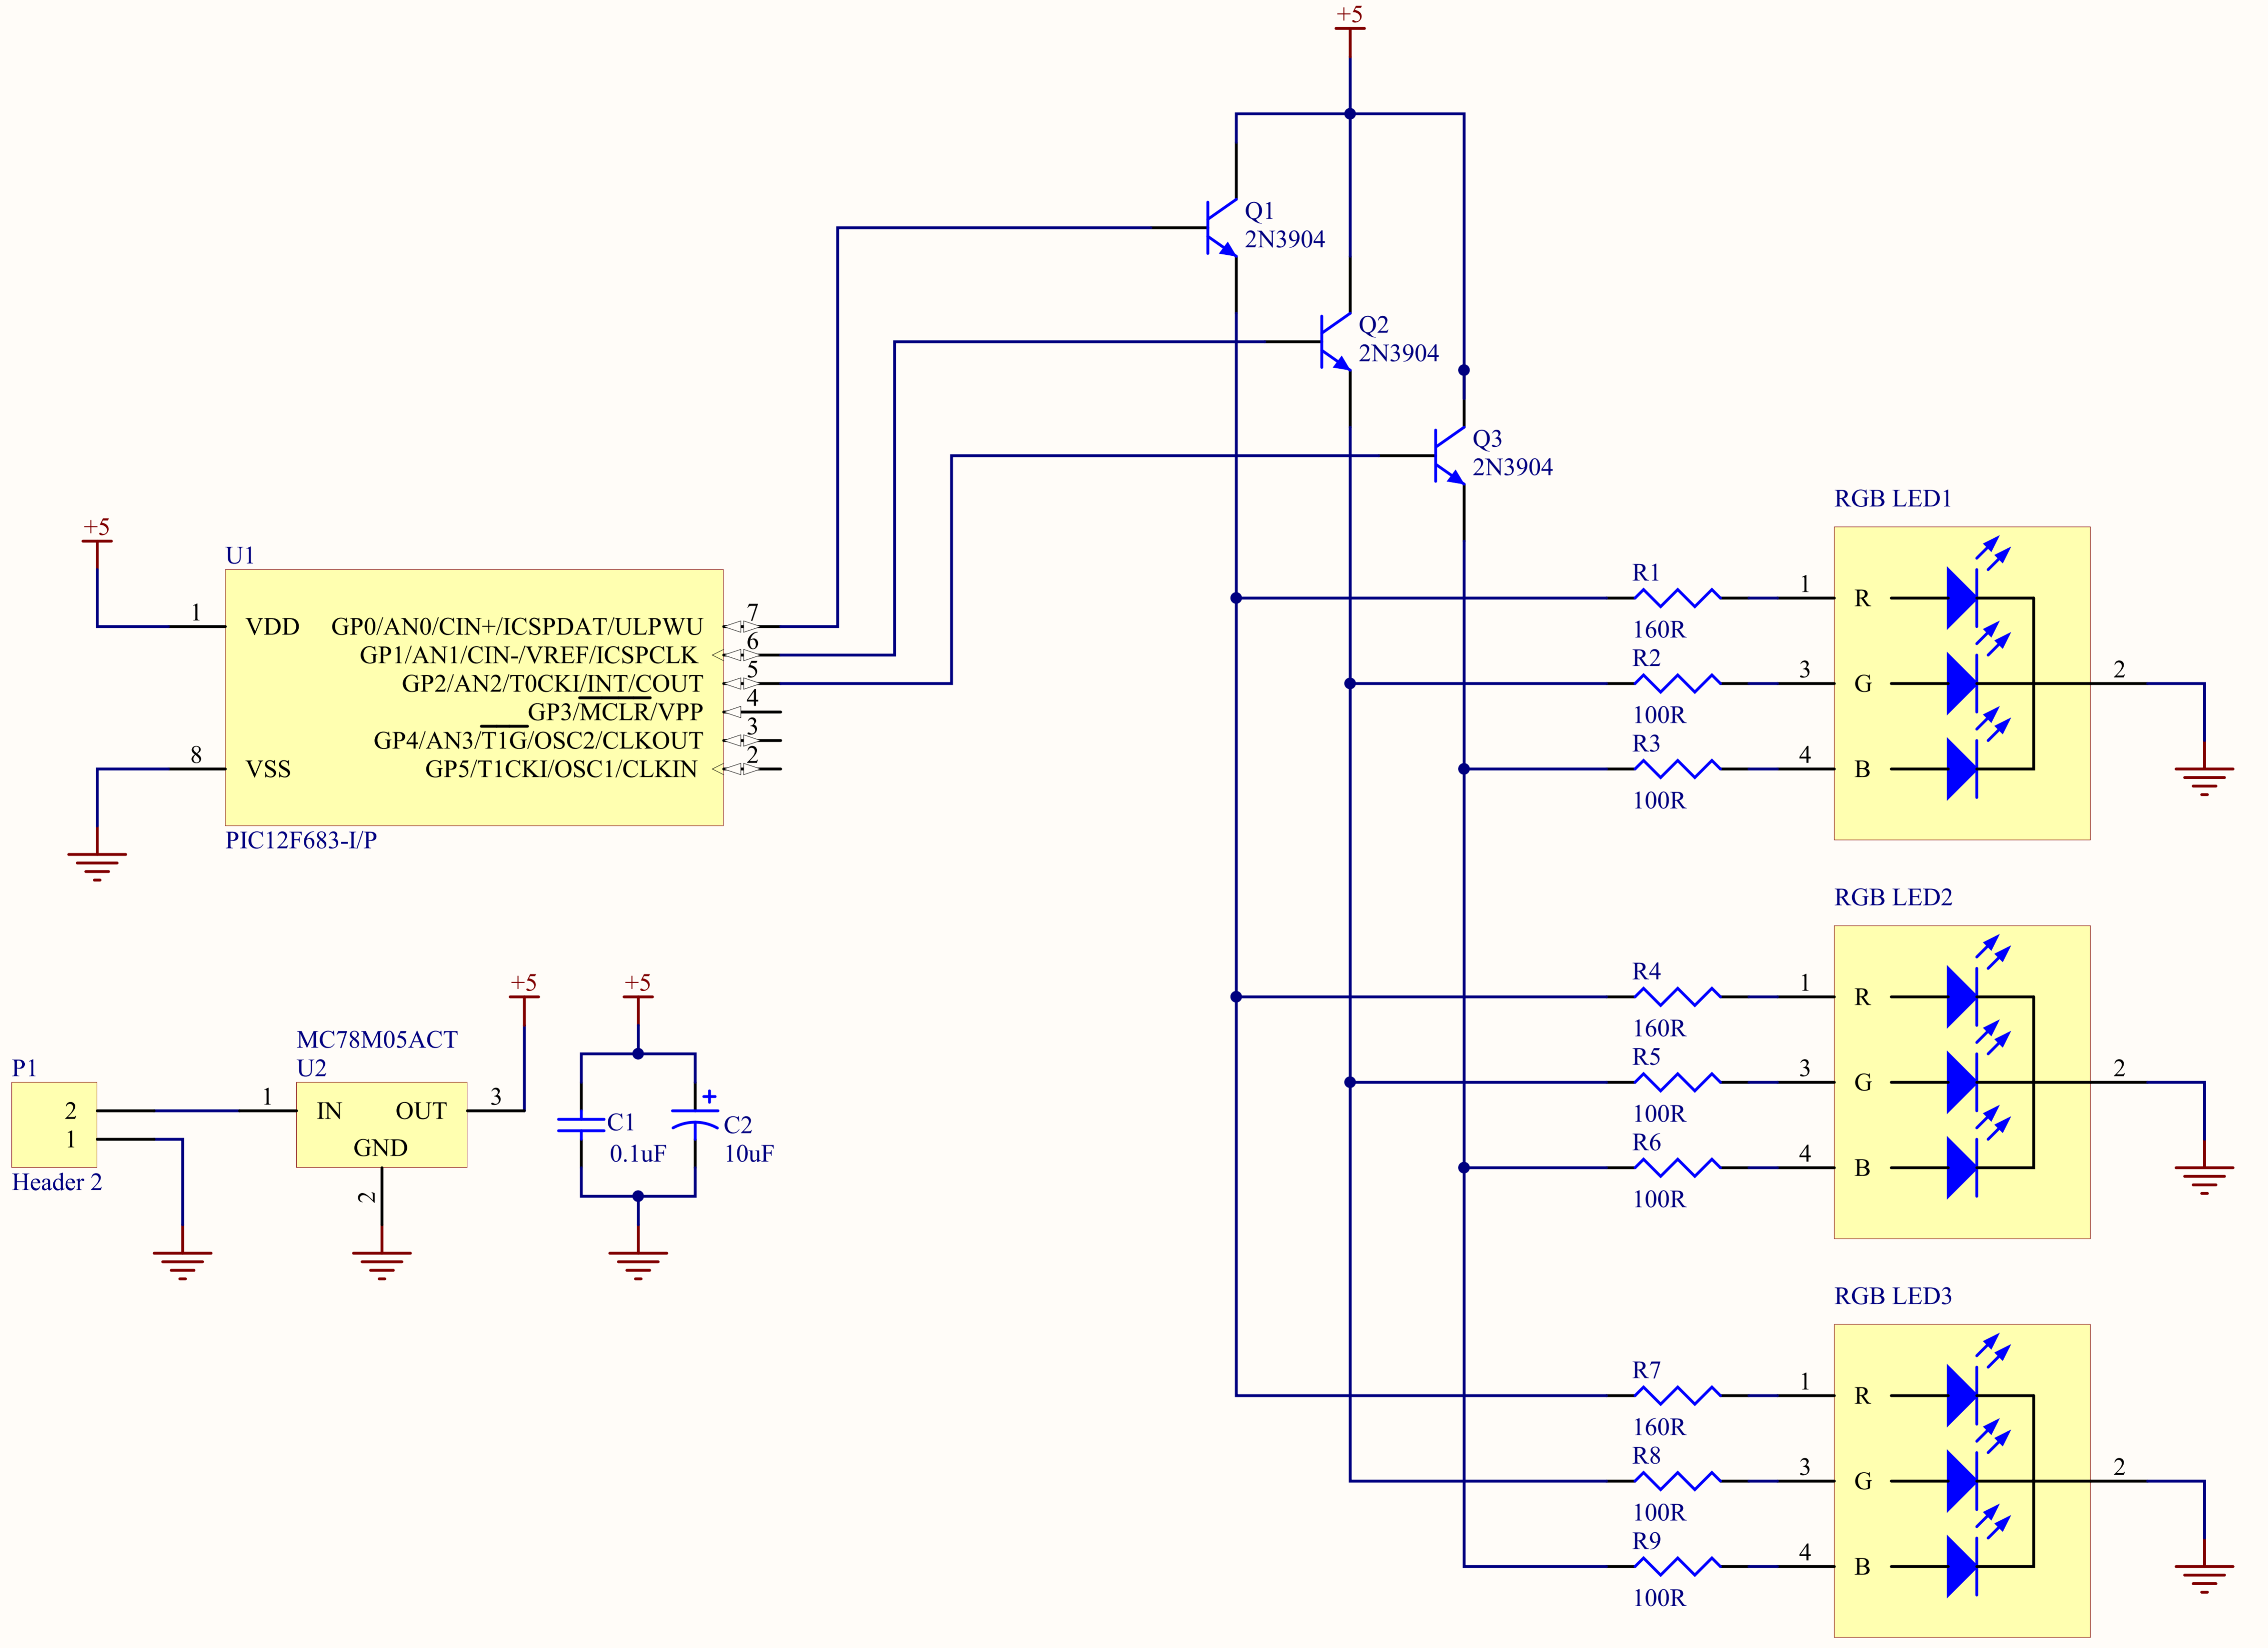 +5
Q1
2N3904
Q2
2N3904
Q3
2N3904
+5
U1
1
VDD
8
VSS
GP0/AN0/CIN+/ICSPDAT/ULPWU
7
GP1/AN1/CIN-/VREF/ICSPCLK
6
GP2/AN2/T0CKI/INT/COUT
5
GP3/MCLR/VPP
4
GP4/AN3/T1G/OSC2/CLKOUT
3
GP5/T1CKI/OSC1/CLKIN
2
PIC12F683-I/P
P1
2
1
Header 2
MC78M05ACT
U2
1
IN
OUT
3
GND
2
+5
+5
C1
0.1uF
+
C2
10uF
RGB LED1
R1
160R
1
R
R2
100R
3
G
2
R3
100R
4
B
RGB LED2
R4
160R
1
R
R5
100R
3
G
2
R6
100R
4
B
RGB LED3
R7
160R
1
R
R8
100R
3
G
2
R9
100R
4
B